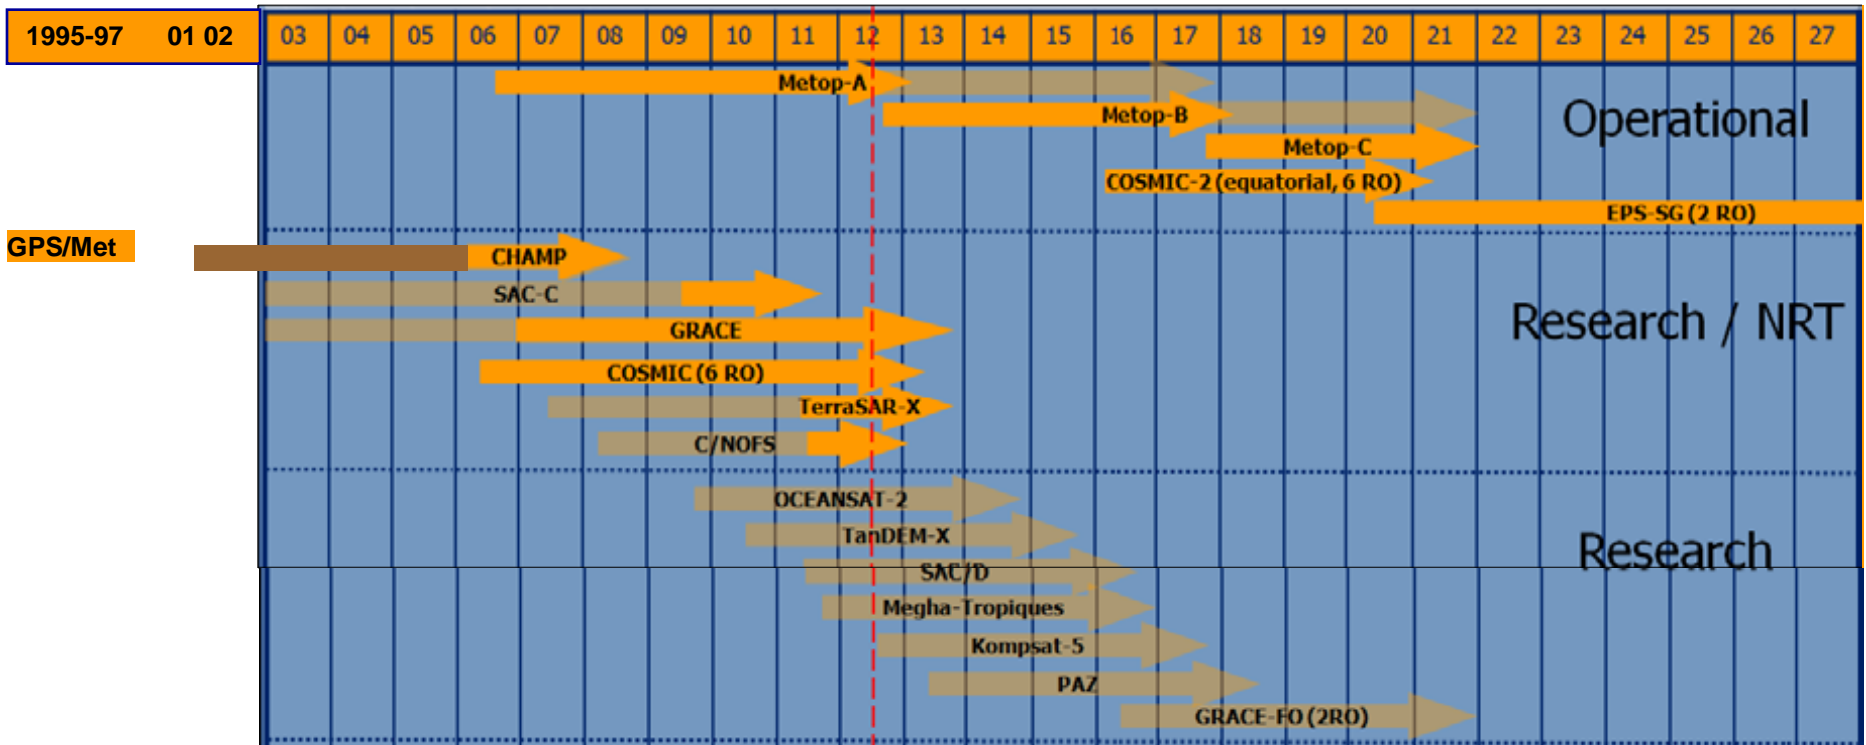 1995-97 01 02 03 04 05 06 07 08 09 10 11 12 13 14 15 16 17 18 19 20 21 22 23 24 25 26 27
Metop-A
Metop-B
Operational
Metop-C
COSMIC-2 (equatorial, 6 RO)
EPS-SG (2 RO)
GPS/Met
CHAMP
SAC-C
Research / NRT
GRACE
COSMIC (6 RO)
TerraSAR-X
C/NOFS
OCEANSAT-2
TanDEM-X
Research
SAC/D
Megha-Tropiques
Kompsat-5
PAZ
GRACE-FO (2RO)